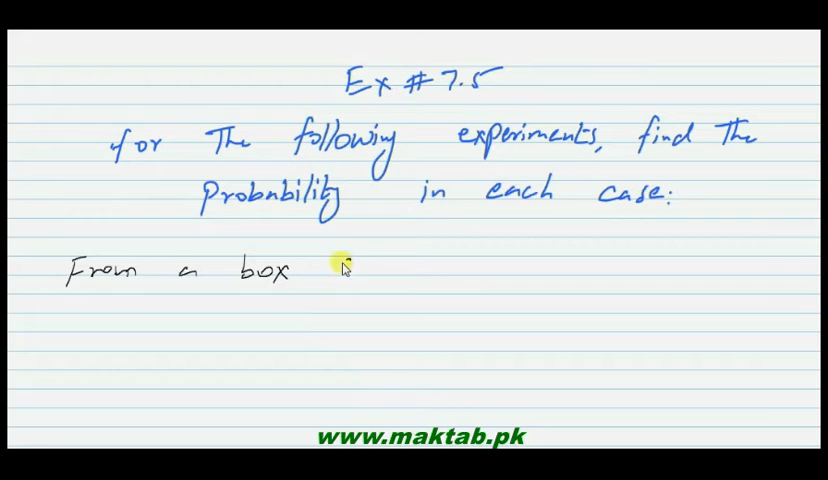 Ex # 7.5
for The following experiments, find The
Probability in each case:
From a box
www.maktab.pk